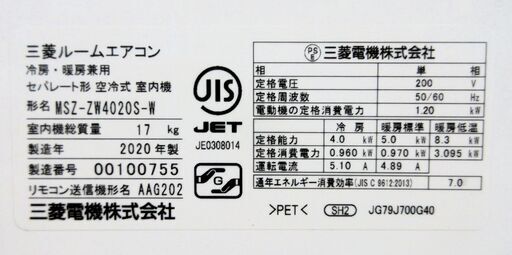 三菱ルームエアコン
冷房・暖房兼用
セパレート形 空冷式 室内機
形名 MSZ-ZW4020S-W
室内機総質量 17 kg
製造年 2020年製
製造番号 00100755
リモコン送信機形名 AAG202
三菱電機株式会社
JIS
JET
JE0308014
G
PS E 三菱電機株式会社
相 単 相
定格電圧 200 V
定格周波数 50/60 Hz
電動機の定格消費電力 1.20 kW
冷 房 暖房標準 暖房低温
定格能力 4.0 kW 5.0 kW 8.3 kW
定格消費電力 0.960 kW 0.970 kW 3.095 kW
運転電流 5.10 A 4.89 A
通年エネルギー消費効率(JIS C 9612:2013) 7.0
>PET< SH2 JG79J700G40